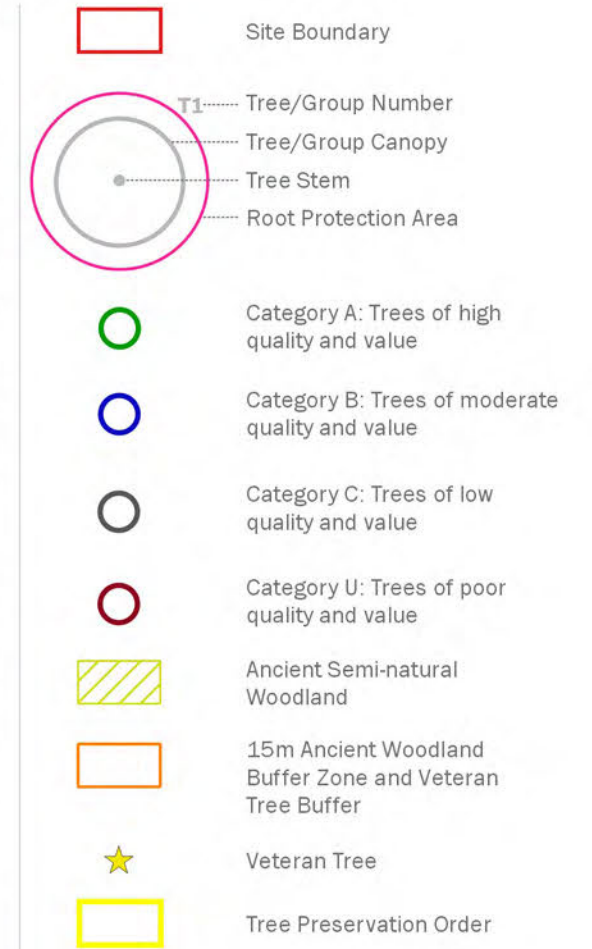 Site Boundary
T1
Tree/Group Number
Tree/Group Canopy
Tree Stem
Root Protection Area
Category A: Trees of high
quality and value
Category B: Trees of moderate
quality and value
Category C: Trees of low
quality and value
Category U: Trees of poor
quality and value
Ancient Semi-natural
Woodland
15m Ancient Woodland
Buffer Zone and Veteran
Tree Buffer
Veteran Tree
Tree Preservation Order